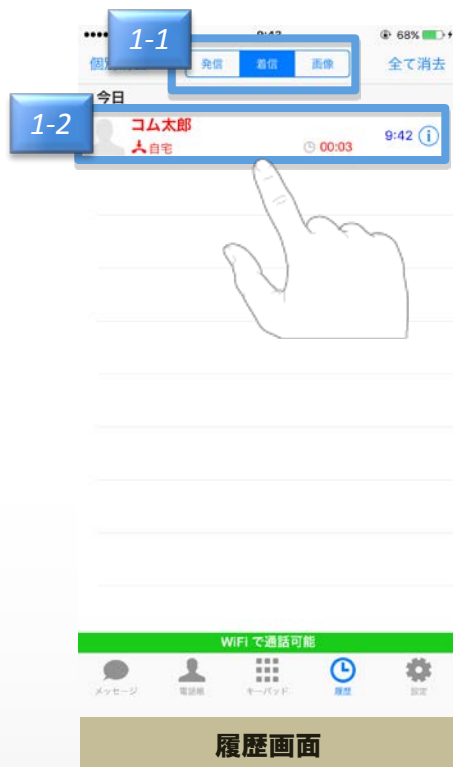 1-1
68%
発信 着信 画像 全て消去
今日
1-2
コム太郎
自宅 00:03 9:42
WiFi で通話可能
メッセージ 電話帳 キーパッド 履歴 設定
履歴画面